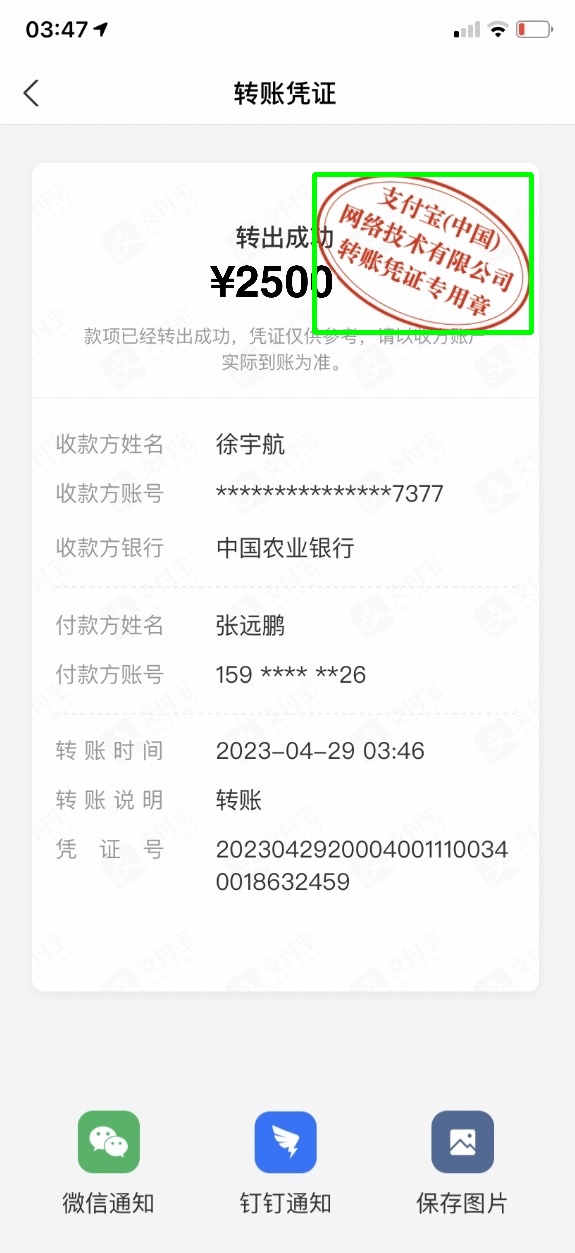 03:47
转账凭证
支付宝(中国)
网络技术有限公司
转账凭证专用章
转出成功
¥2500
款项已经转出成功，凭证仅供参考，请以收方账户
实际到账为准。
收款方姓名 徐宇航
收款方账号 ***************7377
收款方银行 中国农业银行
付款方姓名 张远鹏
付款方账号 159 **** **26
转账时间 2023-04-29 03:46
转账说明 转账
凭证号 2023042920004001110034
0018632459
微信通知 钉钉通知 保存图片